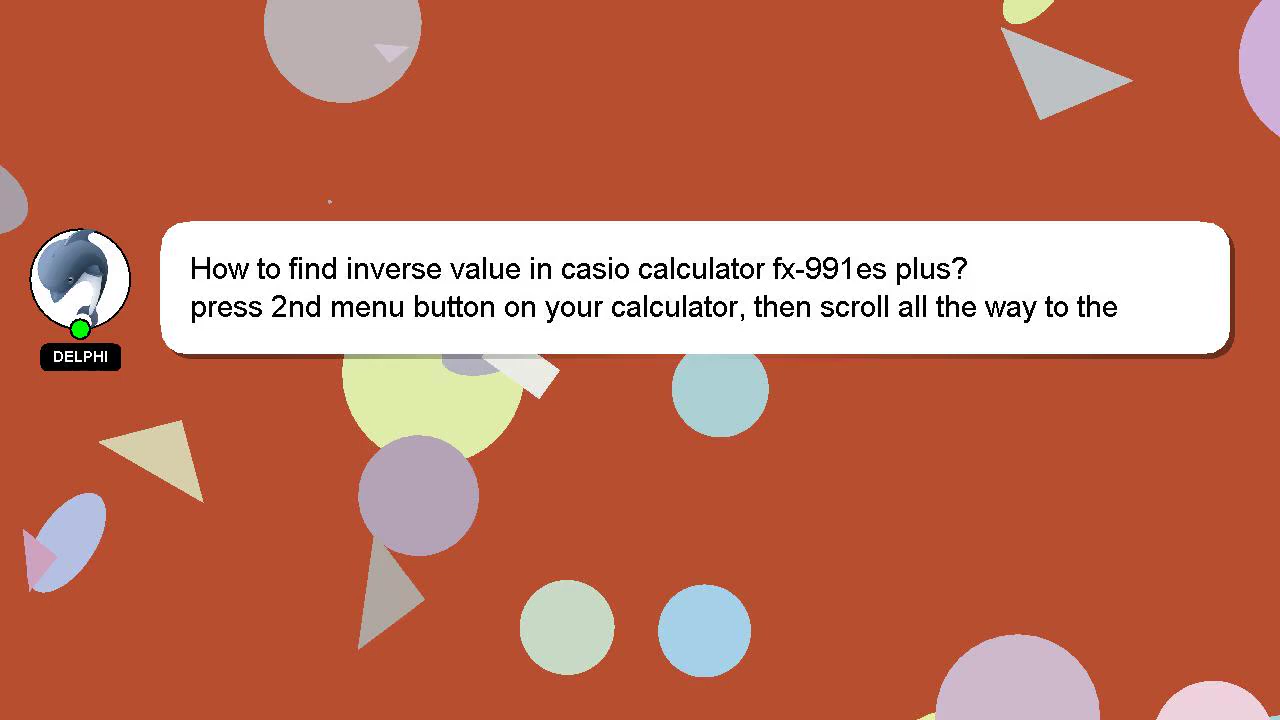 How to find inverse value in casio calculator fx-991es plus?
press 2nd menu button on your calculator, then scroll all the way to the
DELPHI